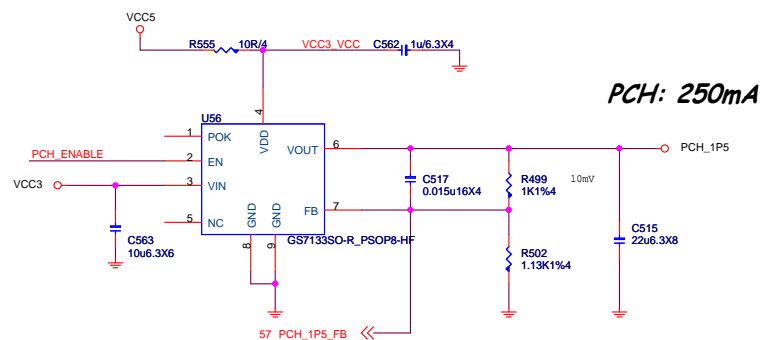 VCC5
R555 10R/4 VCC3_VCC C562 1u/6.3X4
PCH: 250mA
U56
4
1 POK VDD VOUT 6 PCH_1P5
PCH_ENABLE 2 EN
C517 R499 10mV
0.015u16X4 1K1%4
VCC3 3 VIN
FB 7
5 NC GND GND
C563
10u6.3X6
8 9
GS7133SO-R_PSOP8-HF
C515
22u6.3X8
R502
1.13K1%4
57 PCH_1P5_FB